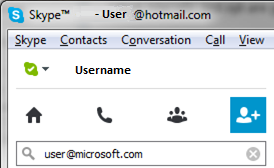 Skype™ - User @hotmail.com
Skype Contacts Conversation Call View
Username
user@microsoft.com